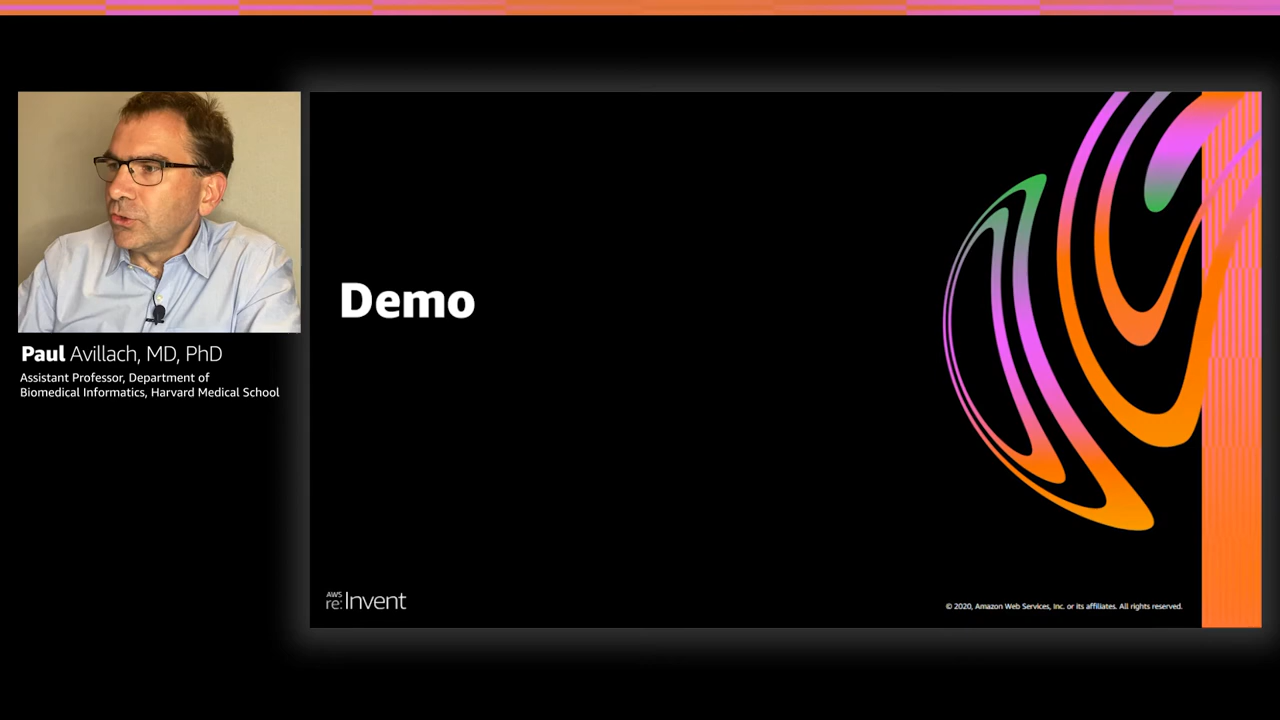 Paul Avillach, MD, PhD
Assistant Professor, Department of
Biomedical Informatics, Harvard Medical School
Demo
AWS
re:Invent
© 2020, Amazon Web Services, Inc. or its affiliates. All rights reserved.